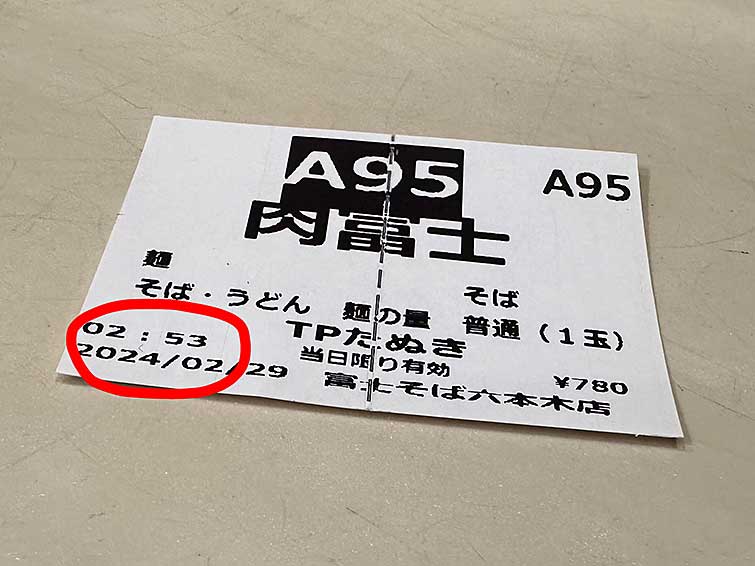 A95 A95
肉富士
麺 そば
そば・うどん 麺の量 普通（1玉）
02：53 TPたぬき
2024/02/29 当日限り有効 ¥780
富士そば六本木店